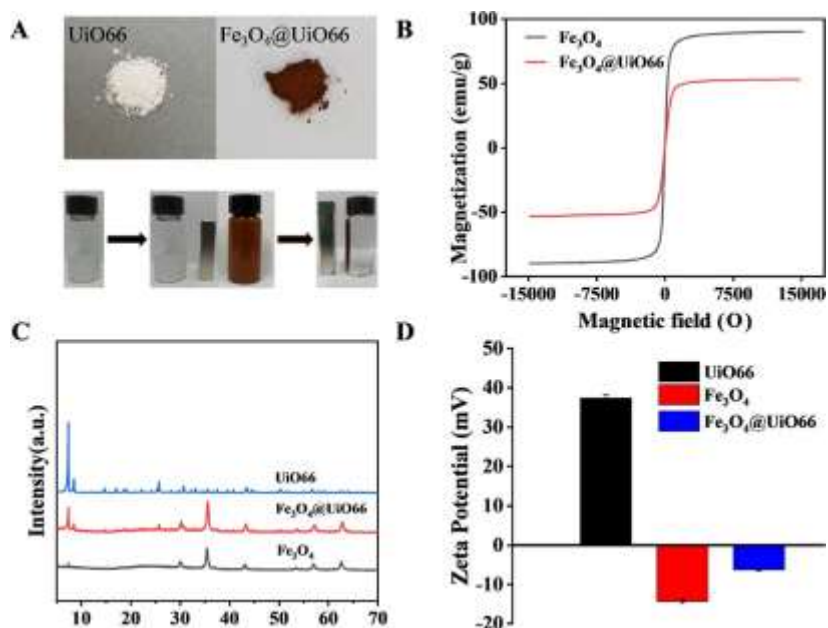 A
UiO66
Fe₃O₄@UiO66
B
Fe₃O₄
Fe₃O₄@UiO66
Magnetization (emu/g)
100
50
0
-50
-100
-15000 -7500 0 7500 15000
Magnetic field (O)
C
Intensity(a.u.)
UiO66
Fe₃O₄@UiO66
Fe₃O₄
10 20 30 40 50 60 70
D
UiO66
Fe₃O₄
Fe₃O₄@UiO66
Zeta Potential (mV)
50
40
30
20
10
0
-10
-20